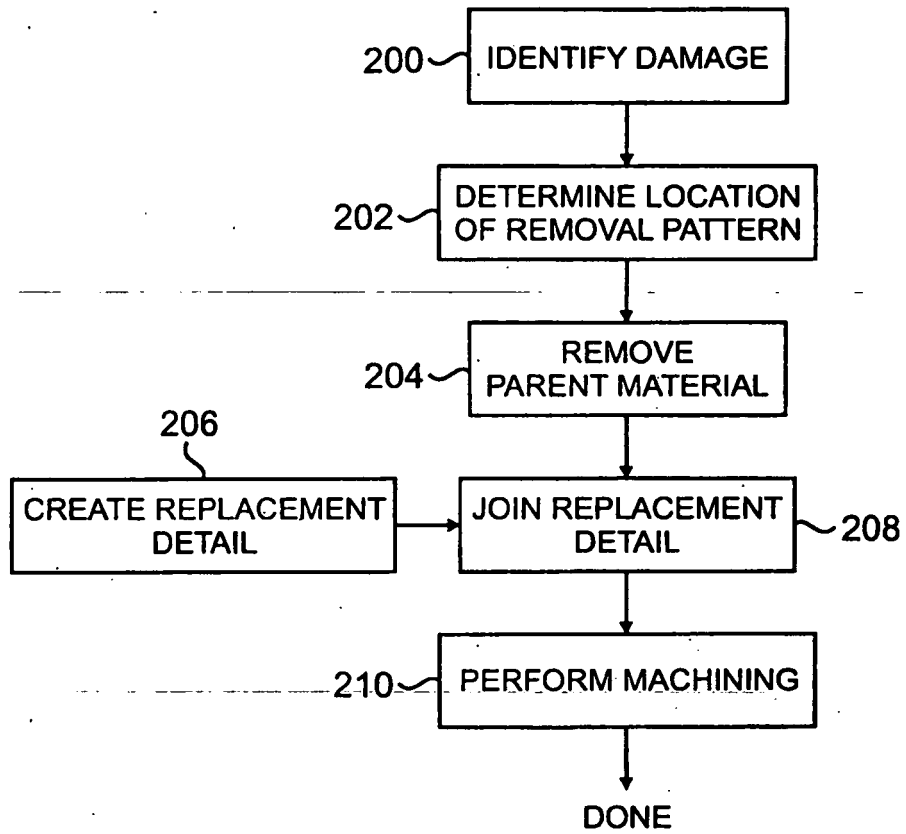 200
IDENTIFY DAMAGE
202
DETERMINE LOCATION
OF REMOVAL PATTERN
204
REMOVE
PARENT MATERIAL
206
CREATE REPLACEMENT
DETAIL
JOIN REPLACEMENT
DETAIL
208
210
PERFORM MACHINING
DONE